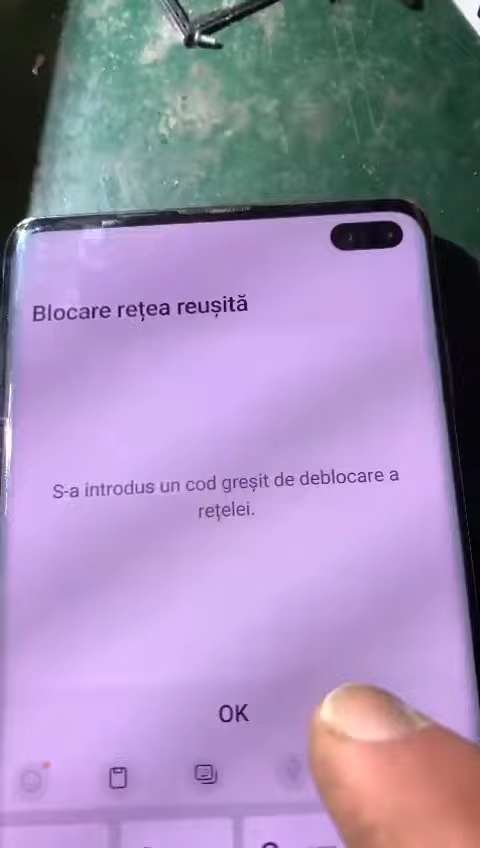 Blocare rețea reușită
S-a introdus un cod greșit de deblocare a
rețelei.
OK